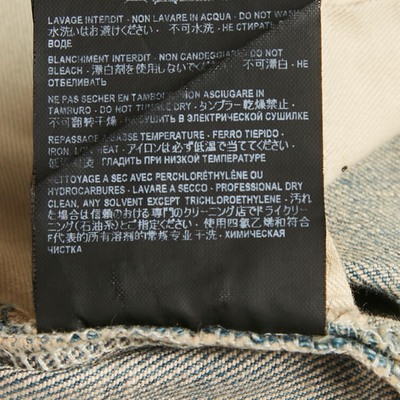 LAVAGE INTERDIT - NON LAVARE IN ACQUA - DO NOT WASH
水洗いはお避けください・ 不可水洗 - НЕ СТИРАТЬ В
ВОДЕ
BLANCHIMENT INTERDIT - NON CANDEGGIARE - DO NOT
BLEACH - 漂白剤を使用しないでください・ 不可漂白 - НЕ
ОТБЕЛИВАТЬ
NE PAS SECHER EN TAMBOUR - NON ASCIUGARE IN
TAMBURO - DO NOT TUMBLE DRY - タンブラー乾燥禁止 -
不可翻转干燥 - НЕ СУШИТЬ В ЭЛЕКТРИЧЕСКОЙ СУШИЛКЕ
REPASSAGE A BASSE TEMPERATURE - FERRO TIEPIDO -
IRON, LOW HEAT - アイロンは必ず低温で当ててください -
ГЛАДИТЬ ПРИ НИЗКОЙ ТЕМПЕРАТУРЕ
NETTOYAGE A SEC AVEC PERCHLORÉTHYLÈNE OU
HYDROCARBURES - LAVARE A SECCO - PROFESSIONAL DRY
CLEAN, ANY SOLVENT EXCEPT TRICHLORETHYLENE - 汚れ
た場合は信頼のおける専門のクリーニング店でドライクリー
ニング(石油系)とご指定ください - 使用四氯乙烯和符合
F代表的所有溶剂的常规专业干洗 - ХИМИЧЕСКАЯ
ЧИСТКА